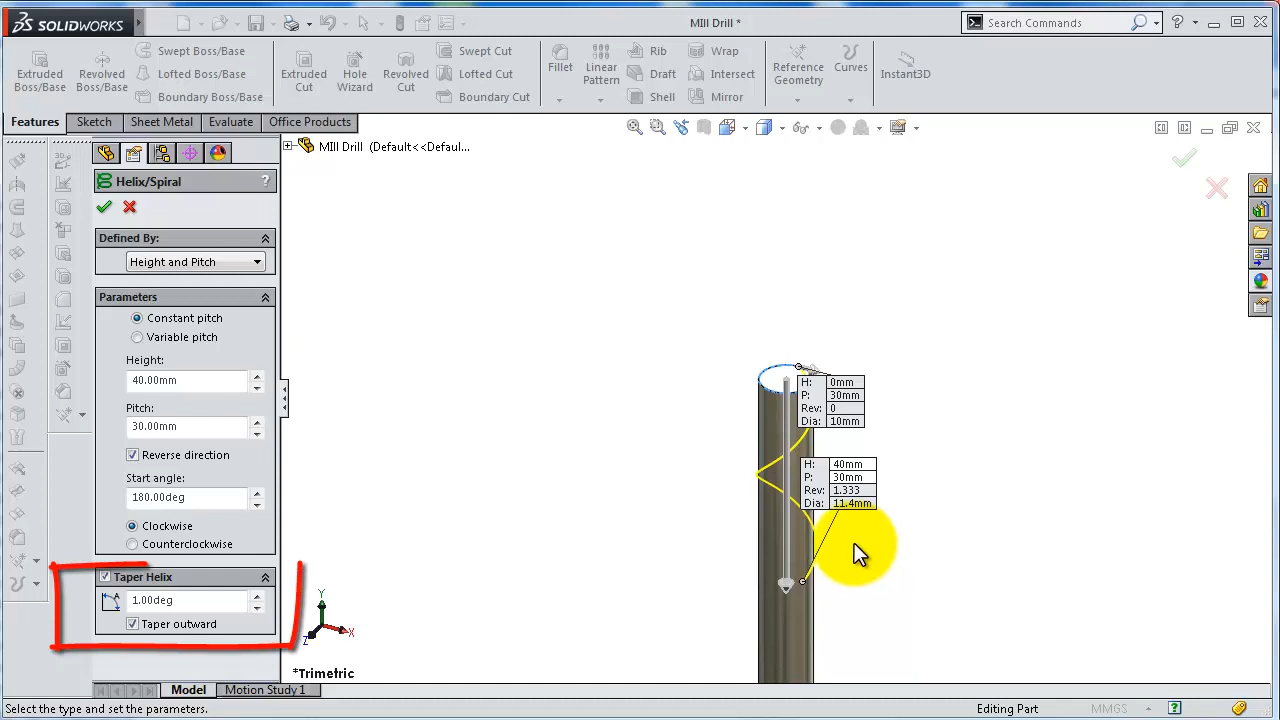 SOLIDWORKS
MIll Drill *
Search Commands
?
Extruded Boss/Base
Revolved Boss/Base
Swept Boss/Base
Lofted Boss/Base
Boundary Boss/Base
Extruded Cut
Hole Wizard
Revolved Cut
Swept Cut
Lofted Cut
Boundary Cut
Fillet
Linear Pattern
Rib
Draft
Shell
Wrap
Intersect
Mirror
Reference Geometry
Curves
Instant3D
Features
Sketch
Sheet Metal
Evaluate
Office Products
MIll Drill (Default<<Defaul...
Helix/Spiral
?
Defined By:
Height and Pitch
Parameters
Constant pitch
Variable pitch
Height:
40.00mm
Pitch:
30.00mm
Reverse direction
Start angle:
180.00deg
Clockwise
Counterclockwise
Taper Helix
1.00deg
Taper outward
H: 0mm
P: 30mm
Rev: 0
Dia: 10mm
H: 40mm
P: 30mm
Rev: 1.333
Dia: 11.4mm
Y
X
Z
*Trimetric
Model
Motion Study 1
Select the type and set the parameters.
Editing Part
MMGS
?